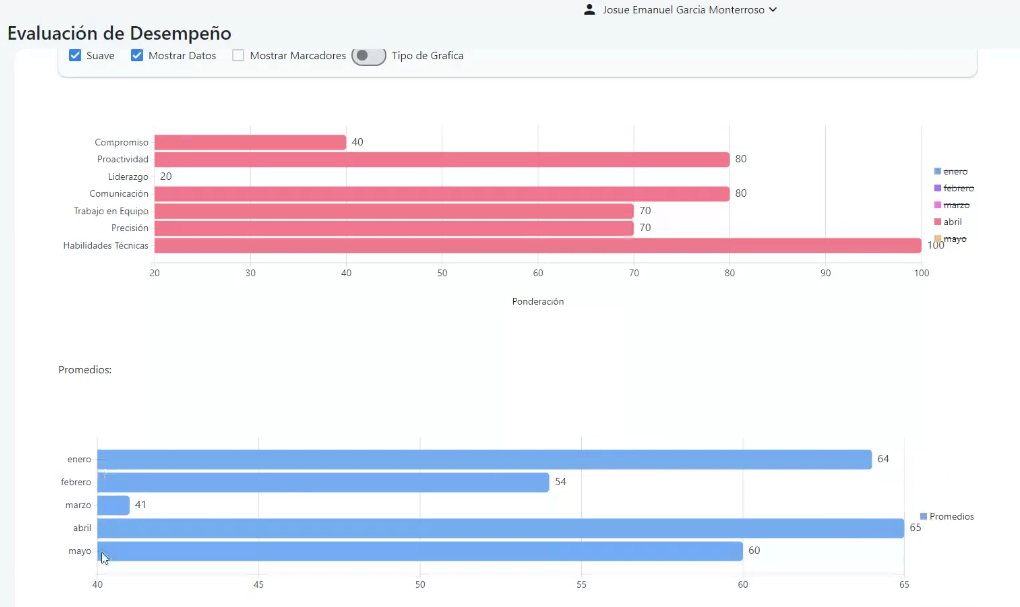 Josue Emanuel Garcia Monterroso
Evaluación de Desempeño
Suave Mostrar Datos Mostrar Marcadores Tipo de Grafica
Compromiso 40
Proactividad 80
Liderazgo 20
Comunicación 80
Trabajo en Equipo 70
Precisión 70
Habilidades Técnicas 100
enero
febrero
marzo
abril
mayo
20 30 40 50 60 70 80 90 100
Ponderación
Promedios:
enero 64
febrero 54
marzo 41
abril 65
mayo 60
Promedios
40 45 50 55 60 65